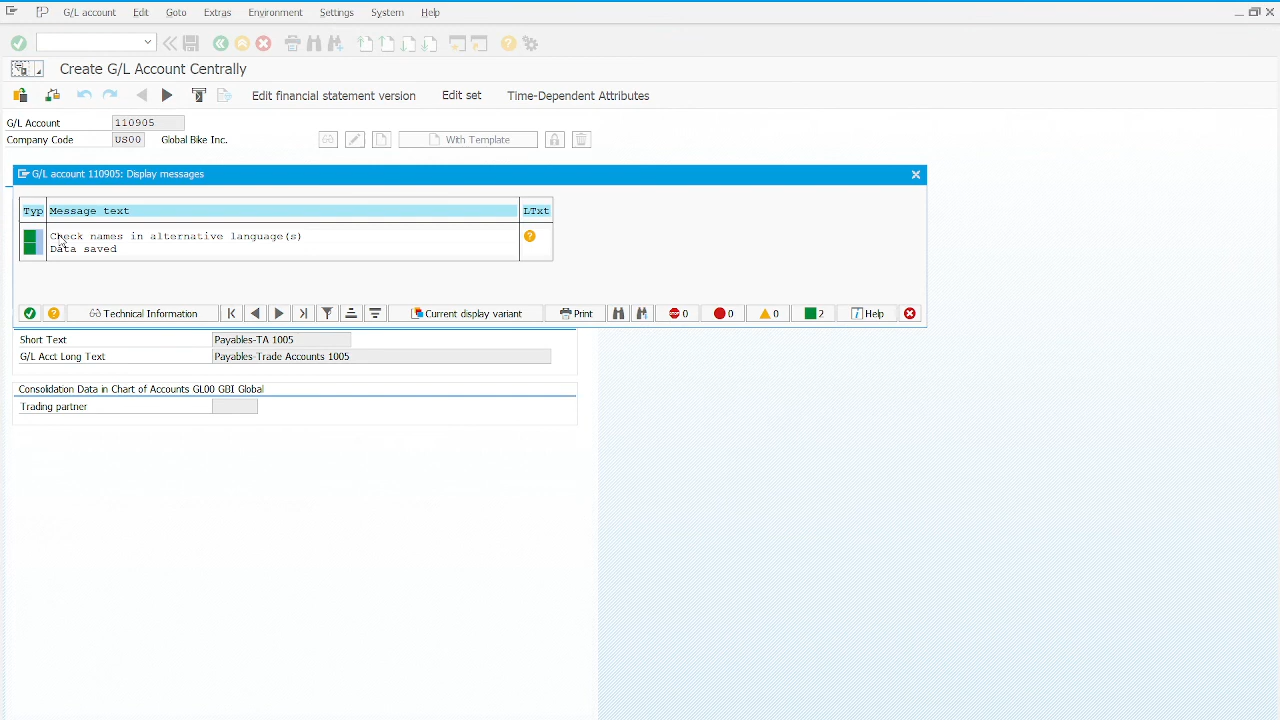 G/L account Edit Goto Extras Environment Settings System Help
Create G/L Account Centrally
Edit financial statement version Edit set Time-Dependent Attributes
G/L Account 110905
Company Code US00 Global Bike Inc. With Template
G/L account 110905: Display messages
Typ Message text LTxt
Check names in alternative language(s)
Data saved
Technical Information Current display variant Print STOP 0 0 0 2 Help
Short Text Payables-TA 1005
G/L Acct Long Text Payables-Trade Accounts 1005
Consolidation Data in Chart of Accounts GL00 GBI Global
Trading partner